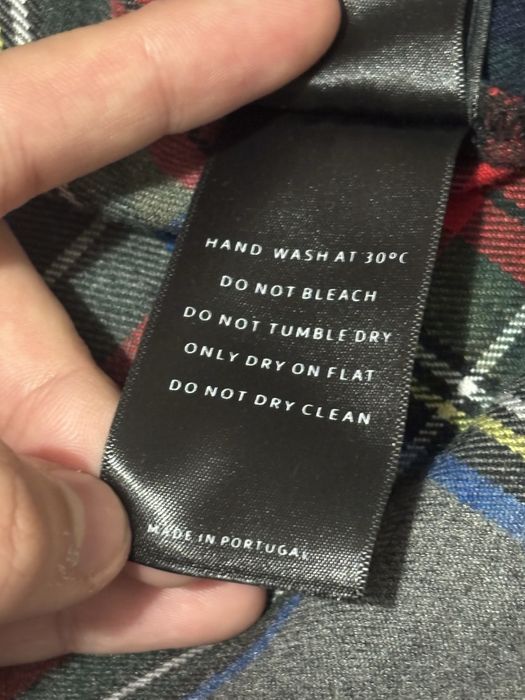 HAND WASH AT 30ºC
DO NOT BLEACH
DO NOT TUMBLE DRY
ONLY DRY ON FLAT
DO NOT DRY CLEAN
MADE IN PORTUGAL